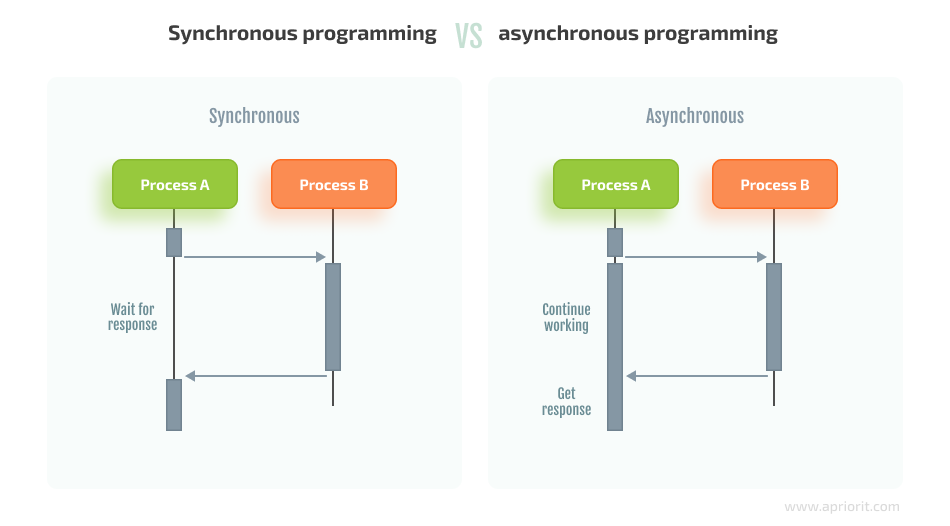 Synchronous programming VS asynchronous programming
Synchronous
Process A
Process B
Wait for
response
Asynchronous
Process A
Process B
Continue
working
Get
response
www.apriorit.com